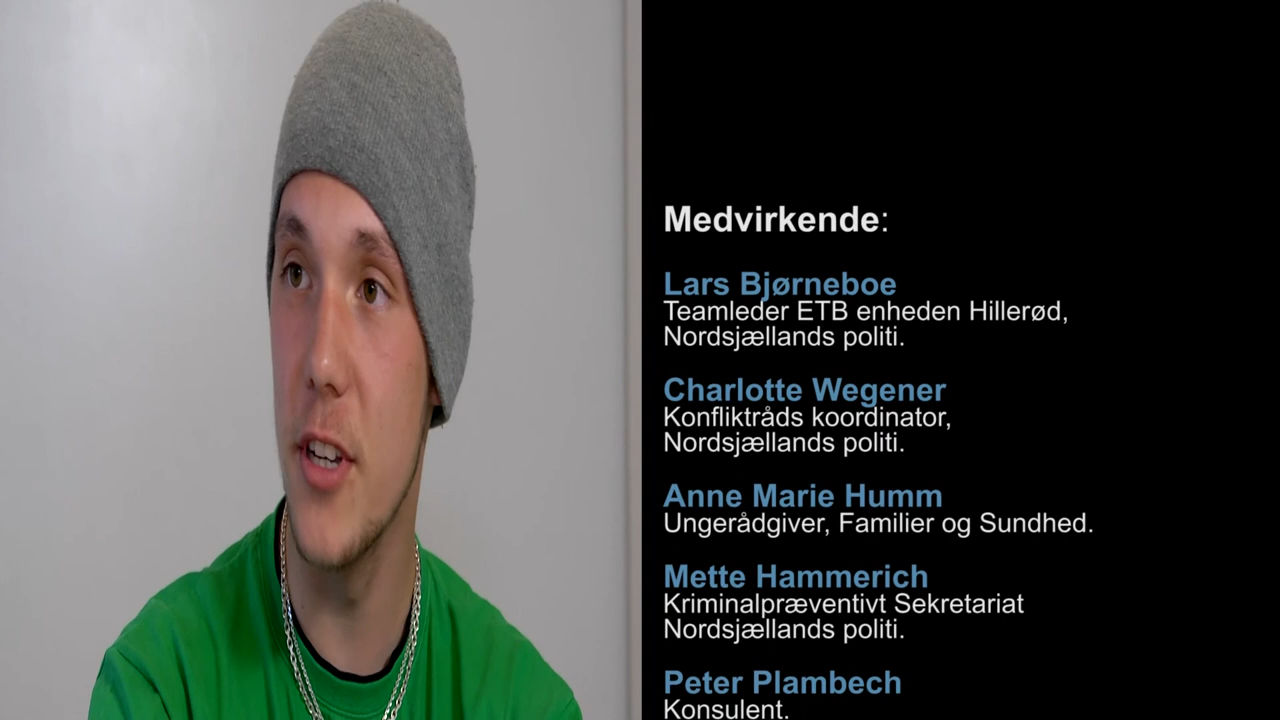 Medvirkende:
Lars Bjørneboe
Teamleder ETB enheden Hillerød,
Nordsjællands politi.
Charlotte Wegener
Konfliktråds koordinator,
Nordsjællands politi.
Anne Marie Humm
Ungerådgiver, Familier og Sundhed.
Mette Hammerich
Kriminalpræventivt Sekretariat
Nordsjællands politi.
Peter Plambech
Konsulent.